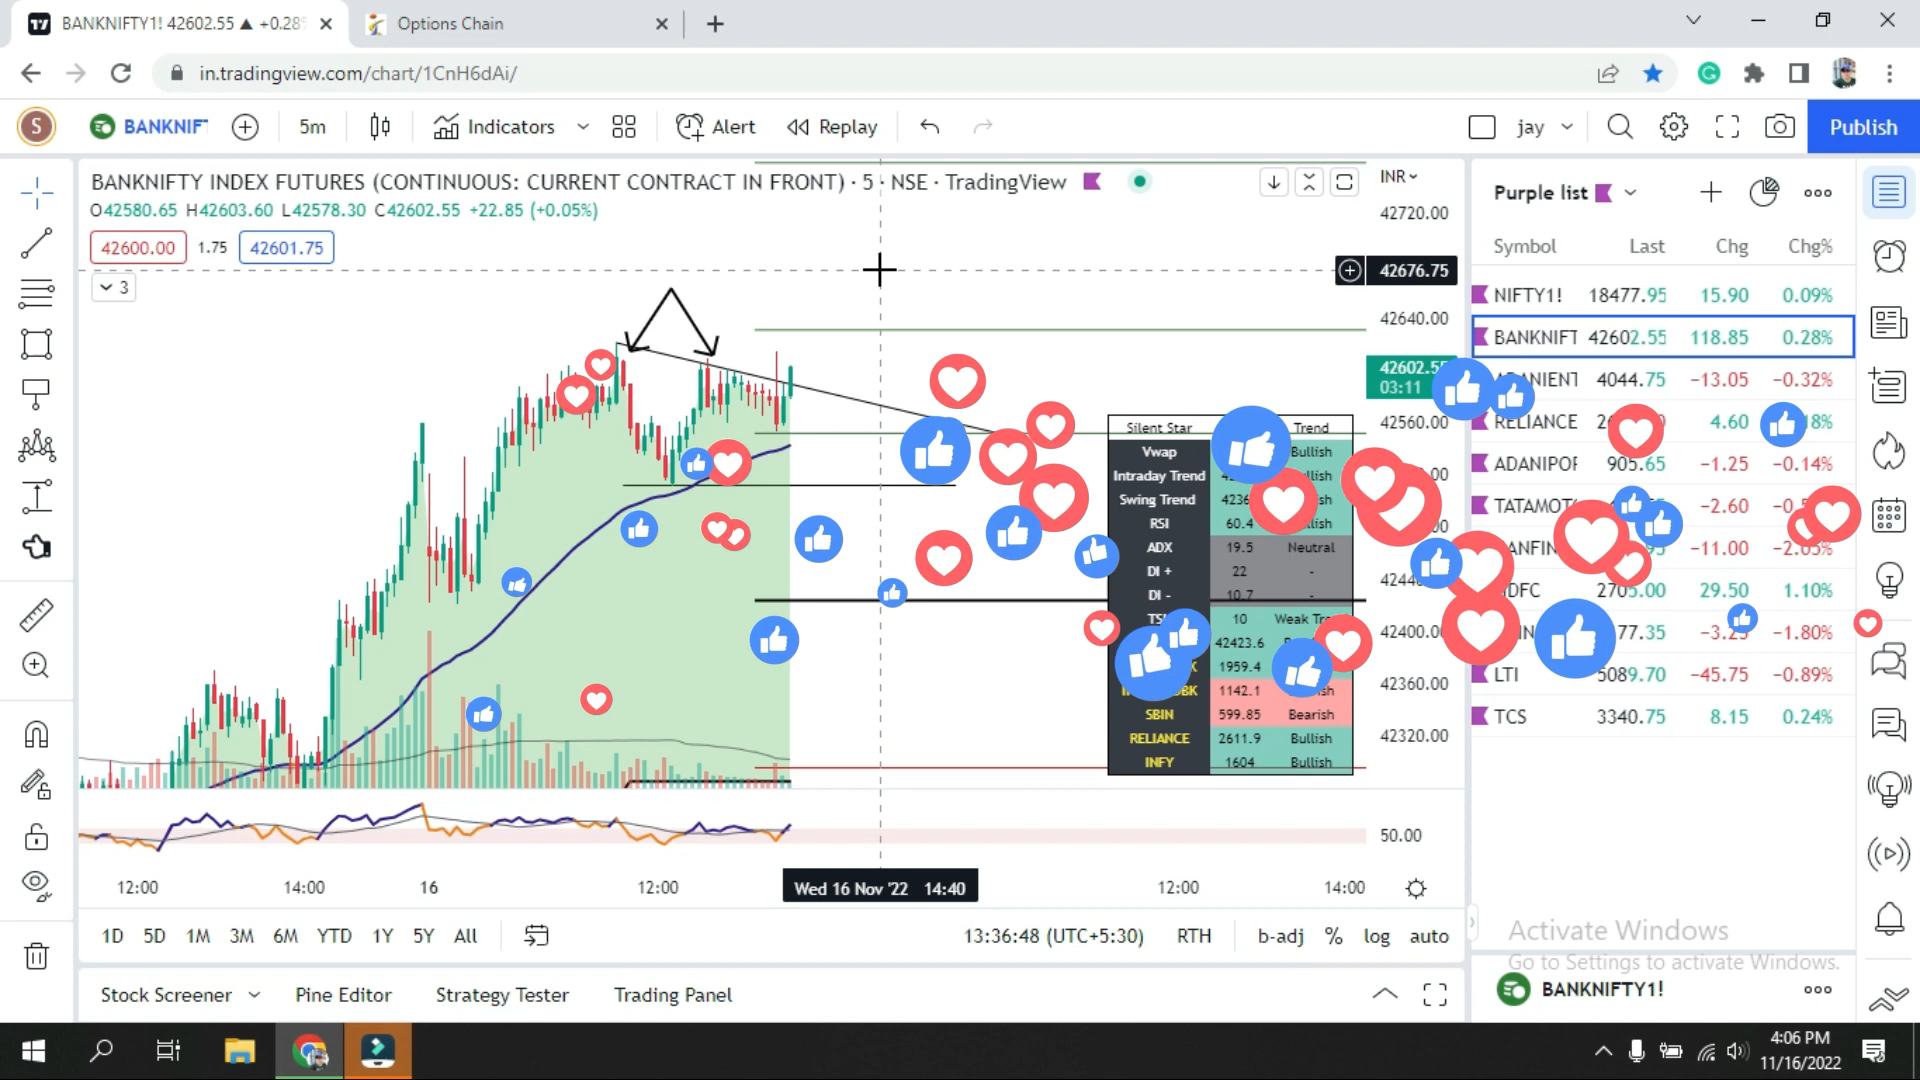 BANKNIFTY1! 42602.55 ▲ +0.28
Options Chain
in.tradingview.com/chart/1CnH6dAi/
S
BANKNIF
5m
Indicators
Alert
Replay
jay
Publish
BANKNIFTY INDEX FUTURES (CONTINUOUS: CURRENT CONTRACT IN FRONT) · 5 · NSE · TradingView
O42580.65 H42603.60 L42578.30 C42602.55 +22.85 (+0.05%)
42600.00 1.75 42601.75
3
INR
42720.00
42676.75
42640.00
42602.55
03:11
42560.00
42400.00
42360.00
42320.00
50.00
Silent Star Trend
Vwap Bullish
Intraday Trend
Swing Trend
RSI 60.4
ADX 19.5 Neutral
DI + 22 -
DI - 10.7 -
10 Weak
42423.6
1959.4
1142.1
SBIN 599.85 Bearish
RELIANCE 2611.9 Bullish
INFY 1604 Bullish
12:00 14:00 16 12:00 Wed 16 Nov '22 14:40 12:00 14:00
1D 5D 1M 3M 6M YTD 1Y 5Y All
13:36:48 (UTC+5:30) RTH b-adj % log auto
Stock Screener Pine Editor Strategy Tester Trading Panel
Purple list
Symbol Last Chg Chg%
NIFTY1! 18477.95 15.90 0.09%
BANKNIFT 42602.55 118.85 0.28%
4044.75 −13.05 −0.32%
RELIANCE 4.60
ADANIPOR 905.65 −1.25 −0.14%
TATAMOT −2.60
−11.00
2705.00 29.50 1.10%
77.35 −1.80%
LTI 5089.70 −45.75 −0.89%
TCS 3340.75 8.15 0.24%
Activate Windows
Go to Settings to activate Windows.
BANKNIFTY1!
4:06 PM
11/16/2022